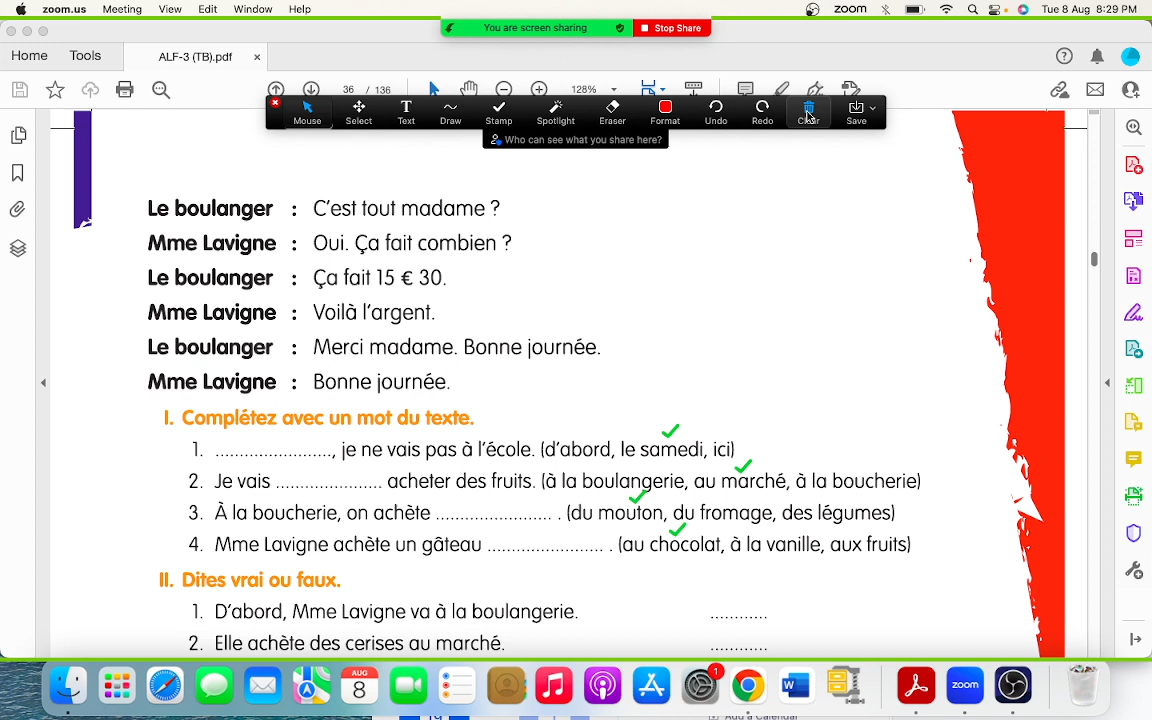 zoom.us Meeting View Edit Window Help
zoom Tue 8 Aug 8:29 PM
You are screen sharing Stop Share
Home Tools ALF-3 (TB).pdf ×
36 / 136 128%
Mouse Select Text Draw Stamp Spotlight Eraser Format Undo Redo Clear Save
Who can see what you share here?
Le boulanger : C'est tout madame ?
Mme Lavigne : Oui. Ça fait combien ?
Le boulanger : Ça fait 15 € 30.
Mme Lavigne : Voilà l'argent.
Le boulanger : Merci madame. Bonne journée.
Mme Lavigne : Bonne journée.
I. Complétez avec un mot du texte.
1. ........................, je ne vais pas à l'école. (d'abord, le samedi, ici)
2. Je vais ...................... acheter des fruits. (à la boulangerie, au marché, à la boucherie)
3. À la boucherie, on achète ........................ . (du mouton, du fromage, des légumes)
4. Mme Lavigne achète un gâteau ........................ . (au chocolat, à la vanille, aux fruits)
II. Dites vrai ou faux.
1. D'abord, Mme Lavigne va à la boulangerie. ............
2. Elle achète des cerises au marché. ............
AUG
8
1
W
zoom
Add a Calendar